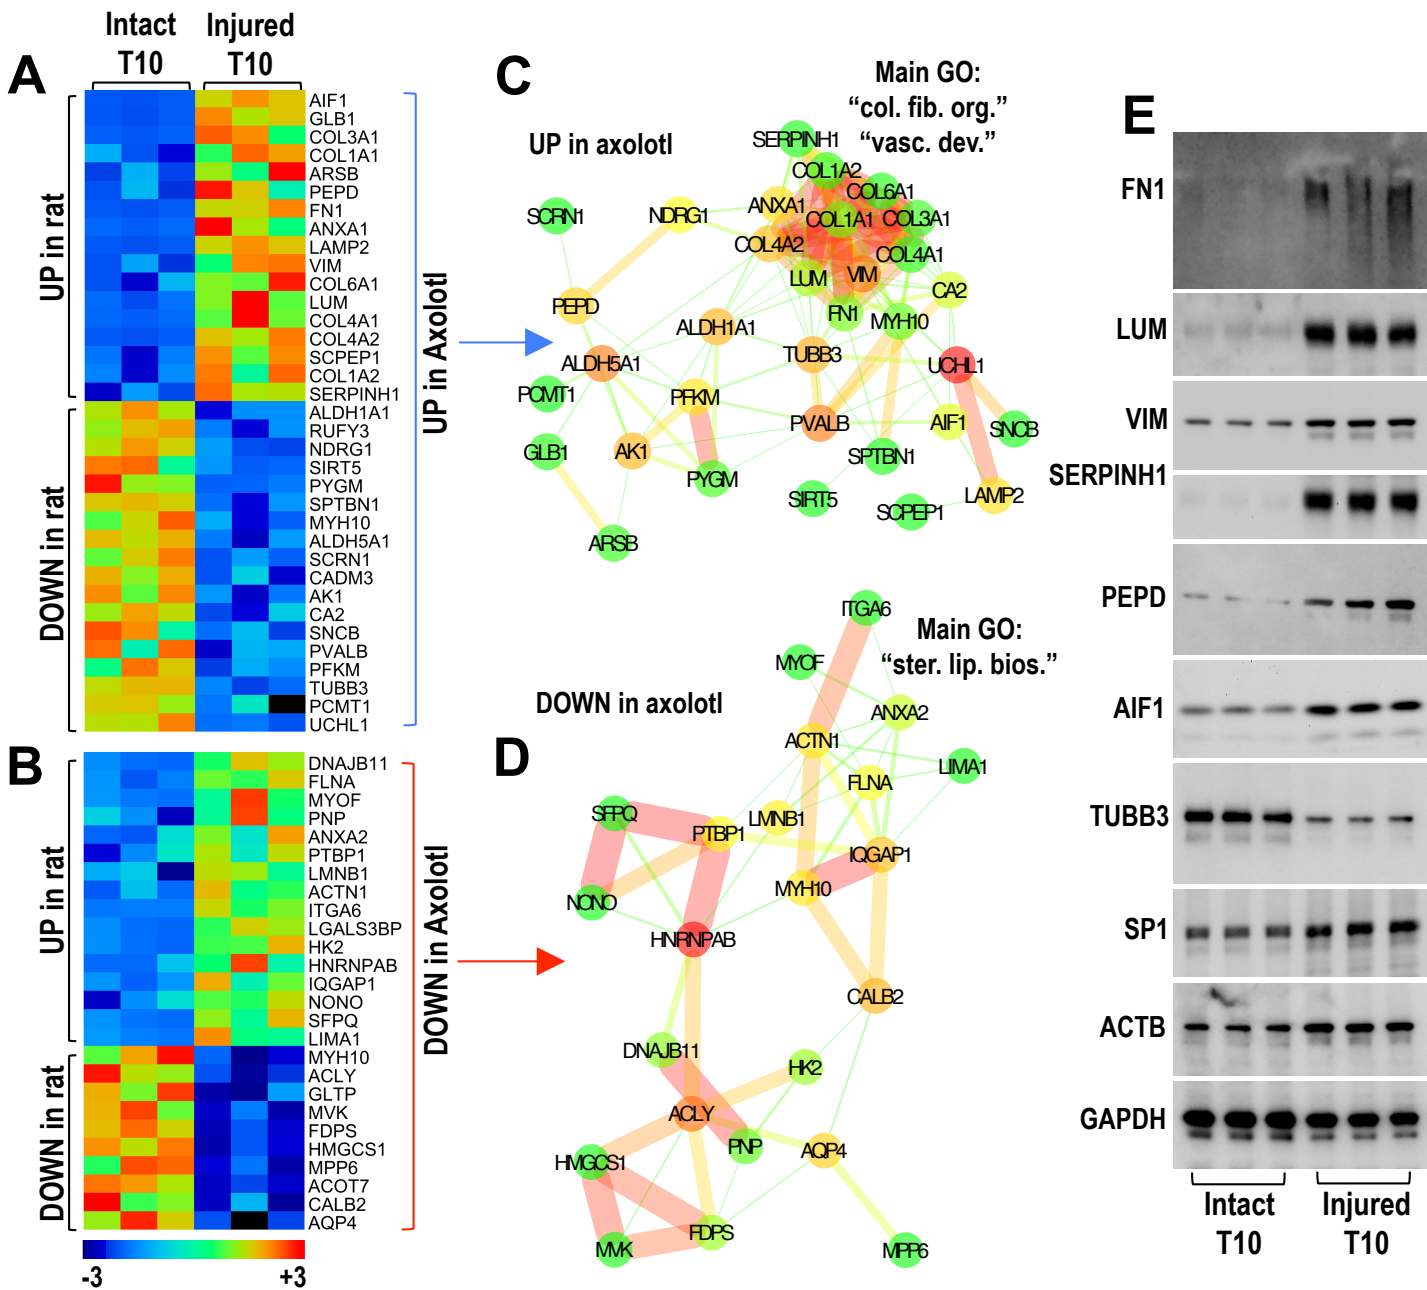 A
Intact
T10
Injured
T10
UP in rat
DOWN in rat
AIF1
GLB1
COL3A1
COL1A1
ARSB
PEPD
FN1
ANXA1
LAMP2
VIM
COL6A1
LUM
COL4A1
COL4A2
SCPEP1
COL1A2
SERPINH1
ALDH1A1
RUFY3
NDRG1
SIRT5
PYGM
SPTBN1
MYH10
ALDH5A1
SCRN1
CADM3
AK1
CA2
SNCB
PVALB
PFKM
TUBB3
PCMT1
UCHL1
UP in Axolotl
B
UP in rat
DOWN in rat
DNAJB11
FLNA
MYOF
PNP
ANXA2
PTBP1
LMNB1
ACTN1
ITGA6
LGALS3BP
HK2
HNRNPAB
IQGAP1
NONO
SFPQ
LIMA1
MYH10
ACLY
GLTP
MVK
FDPS
HMGCS1
MPP6
ACOT7
CALB2
AQP4
DOWN in Axolotl
-3
+3
C
UP in axolotl
Main GO:
“col. fib. org.”
“vasc. dev.”
SERPINH1
COL1A2
COL6A1
SCRN1
NDRG1
ANXA1
COL1A1
COL3A1
COL4A2
COL4A1
LUM
VIM
CA2
PEPD
FN1
MYH10
ALDH1A1
TUBB3
ALDH5A1
UCHL1
PCMT1
PFKM
PVALB
AIF1
SNCB
GLB1
AK1
SPTBN1
PYGM
SIRT5
SCPEP1
LAMP2
ARSB
D
DOWN in axolotl
Main GO:
“ster. lip. bios.”
ITGA6
MYOF
ANXA2
ACTN1
LIMA1
FLNA
SFPQ
LMNB1
PTBP1
IQGAP1
MYH10
NONO
HNRNPAB
CALB2
DNAJB11
HK2
ACLY
PNP
AQP4
HMGCS1
FDPS
MVK
MPP6
E
FN1
LUM
VIM
SERPINH1
PEPD
AIF1
TUBB3
SP1
ACTB
GAPDH
Intact
T10
Injured
T10